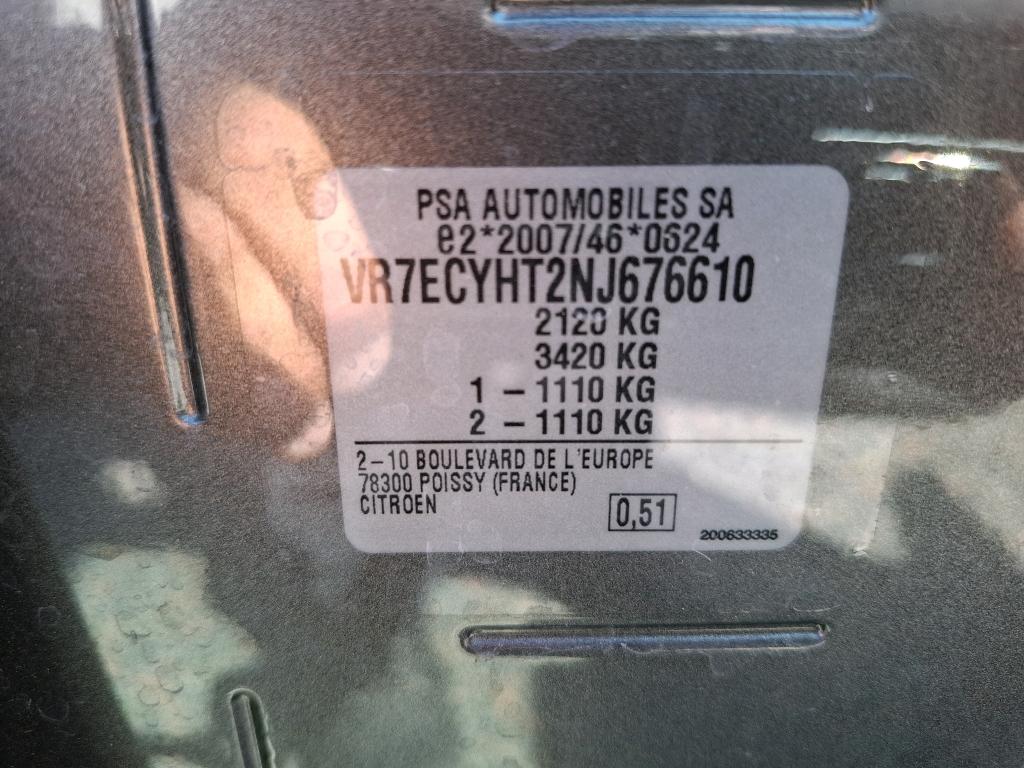 PSA AUTOMOBILES SA
e2*2007/46*0624
VR7ECYHT2NJ676610
2120 KG
3420 KG
1 - 1110 KG
2 - 1110 KG
2-10 BOULEVARD DE L'EUROPE
78300 POISSY (FRANCE)
CITROEN
0,51
200633335